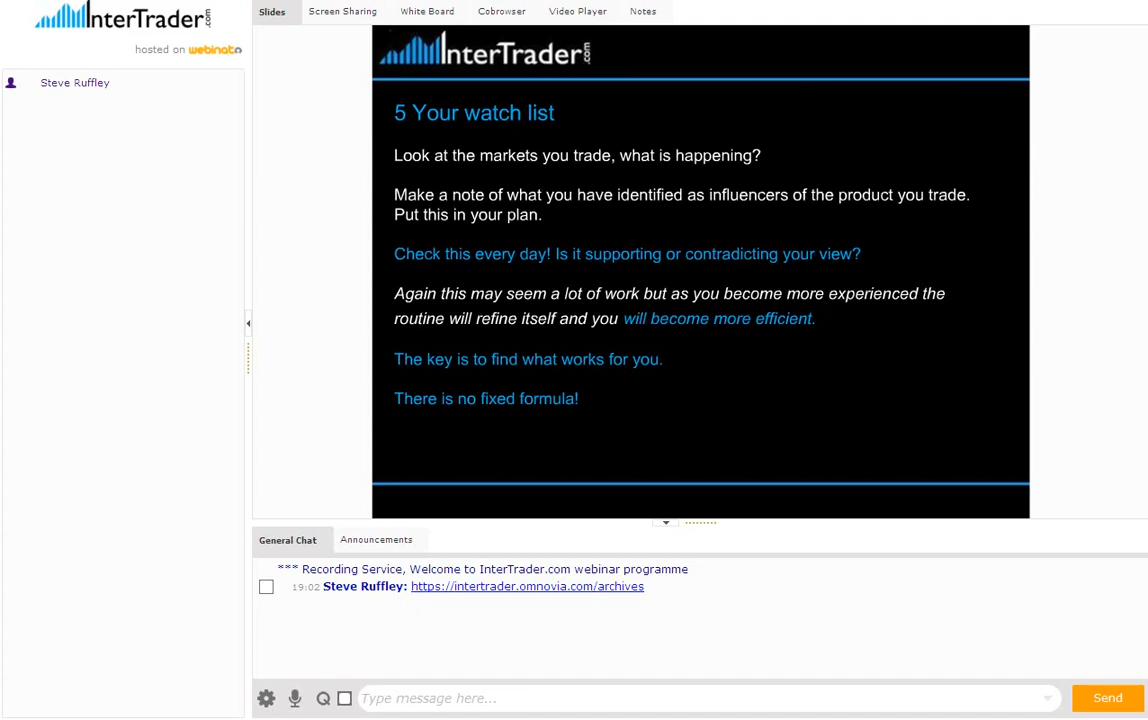 InterTrader.com
hosted on webinato
Steve Ruffley
Slides Screen Sharing White Board Cobrowser Video Player Notes
InterTrader.com
5 Your watch list
Look at the markets you trade, what is happening?
Make a note of what you have identified as influencers of the product you trade.
Put this in your plan.
Check this every day! Is it supporting or contradicting your view?
Again this may seem a lot of work but as you become more experienced the
routine will refine itself and you will become more efficient.
The key is to find what works for you.
There is no fixed formula!
General Chat Announcements
*** Recording Service, Welcome to InterTrader.com webinar programme
19:02 Steve Ruffley: https://intertrader.omnovia.com/archives
Q Type message here... Send